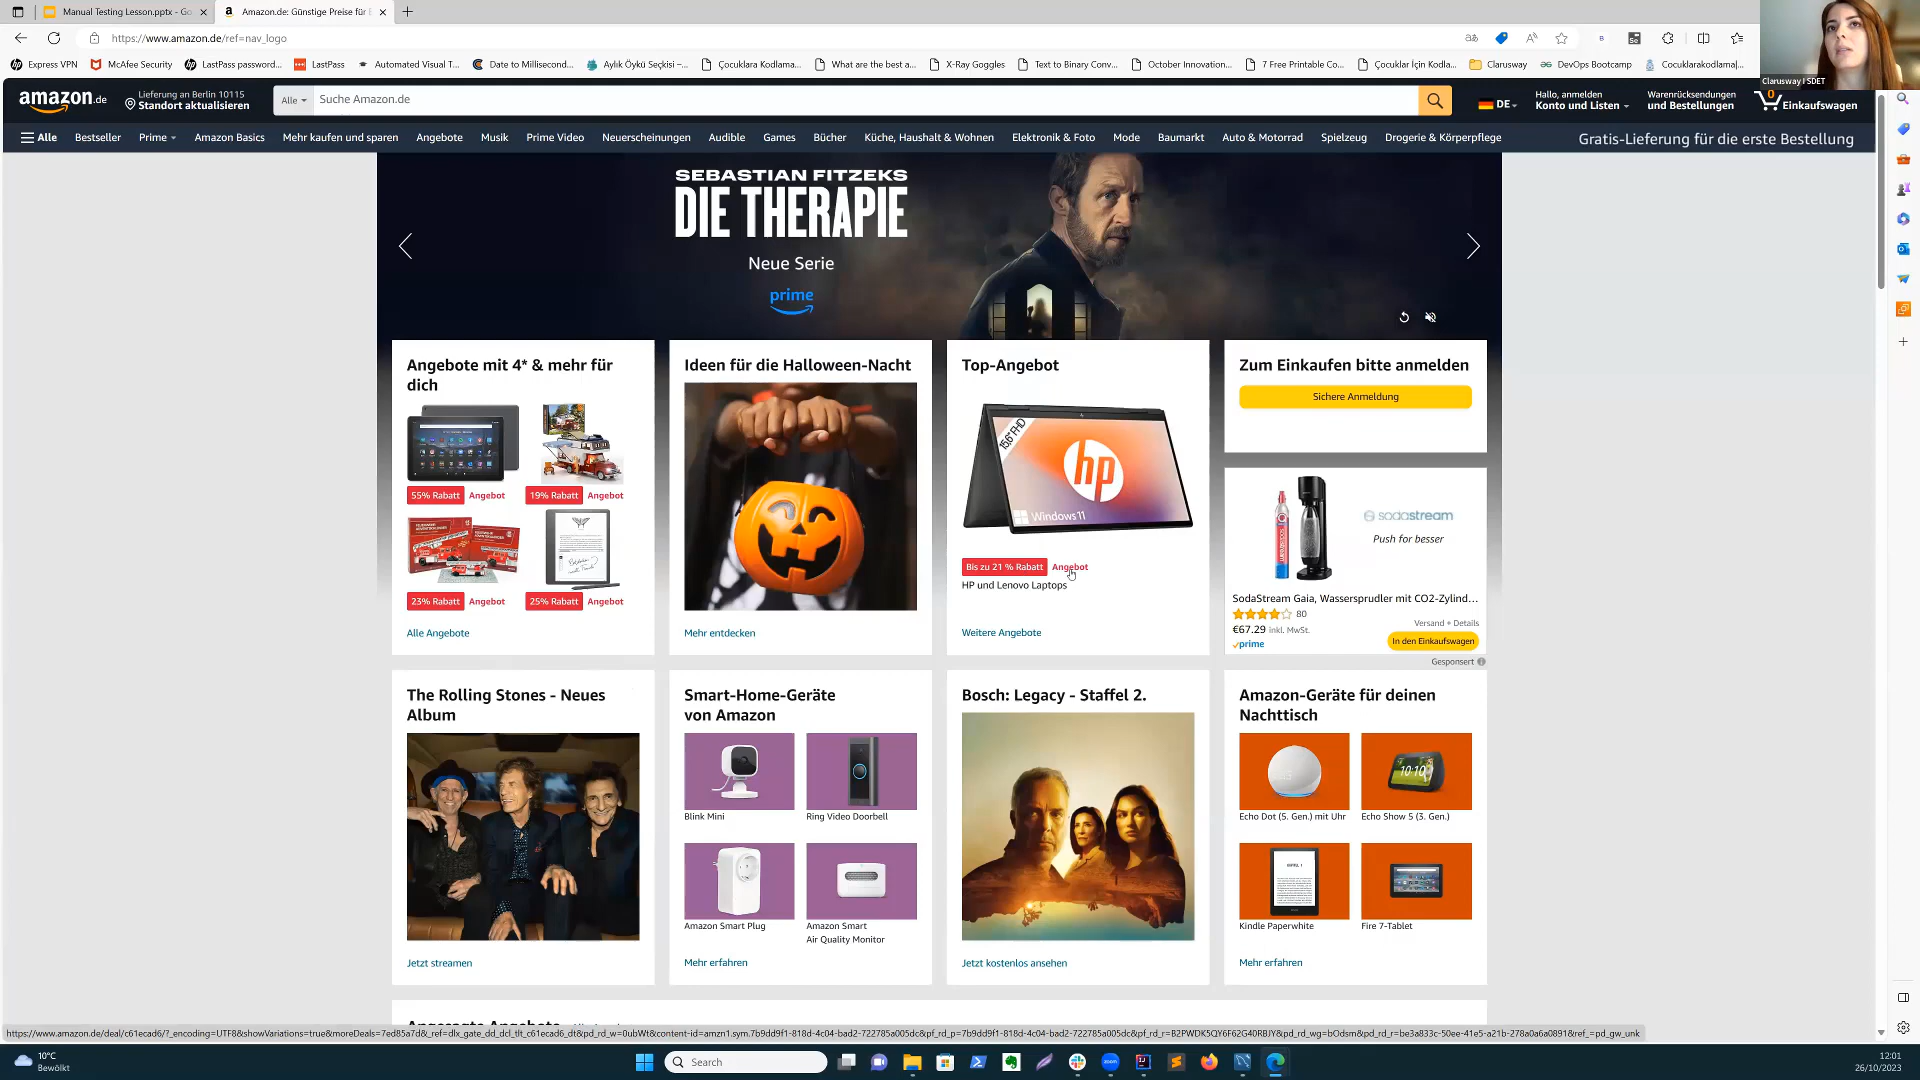 Manual Testing Lesson.pptx - Go
Amazon.de: Günstige Preise für E
https://www.amazon.de/ref=nav_logo
Express VPN
McAfee Security
LastPass password...
LastPass
Automated Visual T...
Date to Millisecond...
Aylık Öykü Seçkisi –...
Çocuklara Kodlama...
What are the best a...
X-Ray Goggles
Text to Binary Conv...
October Innovation...
7 Free Printable Co...
Çocuklar İçin Kodla...
Clarusway
DevOps Bootcamp
Cocuklarakodlama|...
Clarusway I SDET
amazon.de
Lieferung an Berlin 10115
Standort aktualisieren
Alle
Suche Amazon.de
DE
Hallo, anmelden
Konto und Listen
Warenrücksendungen
und Bestellungen
0
Einkaufswagen
Alle
Bestseller
Prime
Amazon Basics
Mehr kaufen und sparen
Angebote
Musik
Prime Video
Neuerscheinungen
Audible
Games
Bücher
Küche, Haushalt & Wohnen
Elektronik & Foto
Mode
Baumarkt
Auto & Motorrad
Spielzeug
Drogerie & Körperpflege
Gratis-Lieferung für die erste Bestellung
SEBASTIAN FITZEKS
DIE THERAPIE
Neue Serie
prime
Angebote mit 4* & mehr für
dich
55% Rabatt Angebot
19% Rabatt Angebot
23% Rabatt Angebot
25% Rabatt Angebot
Alle Angebote
Ideen für die Halloween-Nacht
Mehr entdecken
Top-Angebot
15,6" FHD
hp
Windows 11
Bis zu 21 % Rabatt Angebot
HP und Lenovo Laptops
Weitere Angebote
Zum Einkaufen bitte anmelden
Sichere Anmeldung
sodastream
Push for besser
SodaStream Gaia, Wassersprudler mit CO2-Zylind...
80
€67.29 inkl. MwSt.
Versand + Details
prime
In den Einkaufswagen
Gesponsert
The Rolling Stones - Neues
Album
Jetzt streamen
Smart-Home-Geräte
von Amazon
Blink Mini
Ring Video Doorbell
Amazon Smart Plug
Amazon Smart
Air Quality Monitor
Mehr erfahren
Bosch: Legacy - Staffel 2.
Jetzt kostenlos ansehen
Amazon-Geräte für deinen
Nachttisch
10:10
Echo Dot (5. Gen.) mit Uhr
Echo Show 5 (3. Gen.)
Kindle Paperwhite
Fire 7-Tablet
Mehr erfahren
https://www.amazon.de/deal/c61ecad6/?_encoding=UTF8&showVariations=true&moreDeals=7ed85a7d&_ref=dlx_gate_dd_dcl_tlt_c61ecad6_dt&pd_rd_w=0ubWt&content-id=amzn1.sym.7b9dd9f1-818d-4c04-bad2-722785a005dc&pf_rd_p=7b9dd9f1-818d-4c04-bad2-722785a005dc&pf_rd_r=B2PWDK5QY6F62G40RBJY&pd_rd_wg=bOdsm&pd_rd_r=be3a833c-50ee-41e5-a21b-278a0a6a0891&ref_=pd_gw_unk
10°C
Bewölkt
Search
12:01
26/10/2023